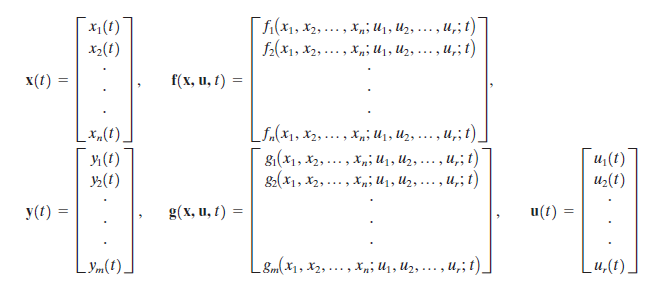 x(t) = [ x₁(t) ; x₂(t) ; . ; . ; . ; xₙ(t) ], f(x, u, t) = [ f₁(x₁, x₂, ... , xₙ; u₁, u₂, ... , uᵣ; t) ; f₂(x₁, x₂, ... , xₙ; u₁, u₂, ... , uᵣ; t) ; . ; . ; . ; fₙ(x₁, x₂, ... , xₙ; u₁, u₂, ... , uᵣ; t) ],
y(t) = [ y₁(t) ; y₂(t) ; . ; . ; . ; yₘ(t) ], g(x, u, t) = [ g₁(x₁, x₂, ... , xₙ; u₁, u₂, ... , uᵣ; t) ; g₂(x₁, x₂, ... , xₙ; u₁, u₂, ... , uᵣ; t) ; . ; . ; . ; gₘ(x₁, x₂, ... , xₙ; u₁, u₂, ... , uᵣ; t) ], u(t) = [ u₁(t) ; u₂(t) ; . ; . ; . ; uᵣ(t) ]